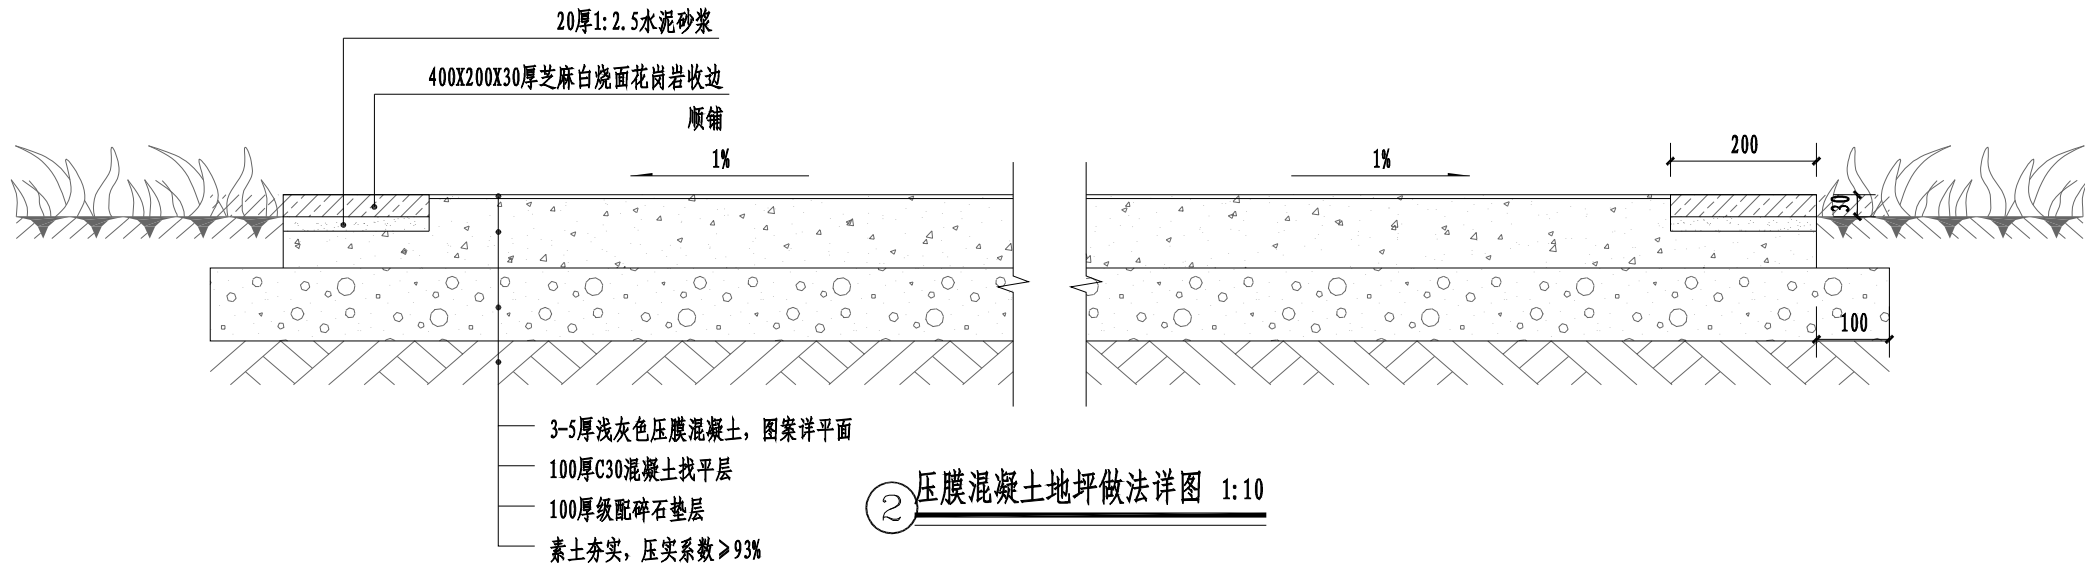 20厚1:2.5水泥砂浆
400X200X30厚芝麻白烧面花岗岩收边
顺铺
1%
1%
200
30
100
3-5厚浅灰色压膜混凝土，图案详平面
100厚C30混凝土找平层
100厚级配碎石垫层
素土夯实，压实系数≥93%
2
压膜混凝土地坪做法详图 1:10